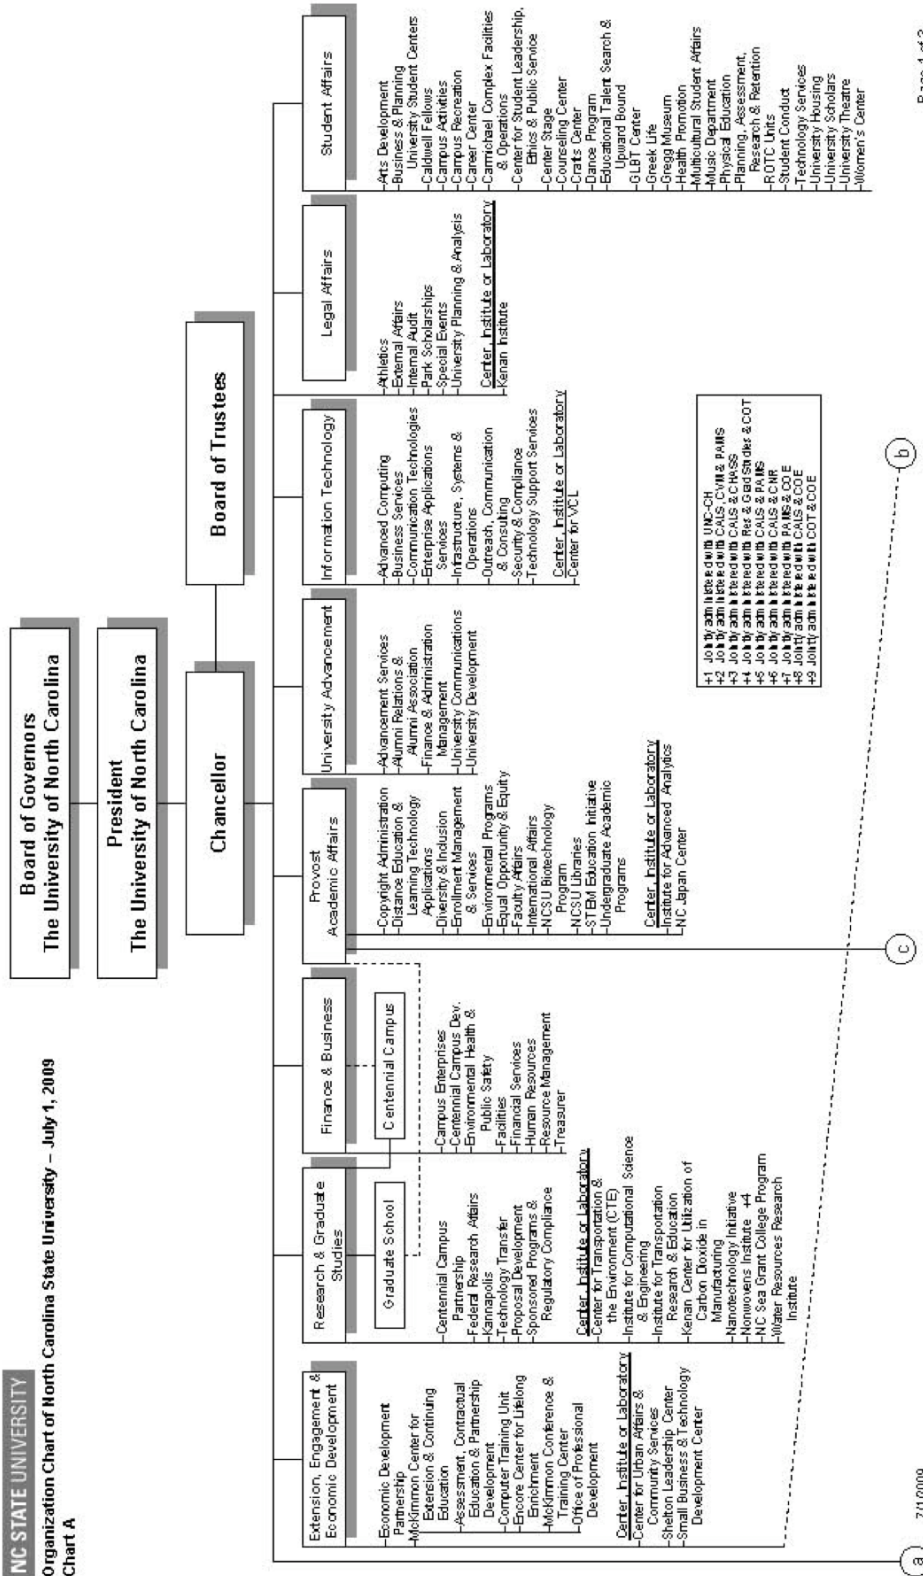 NC STATE UNIVERSITY
Organization Chart of North Carolina State University – July 1, 2009
Chart A
Board of Governors
The University of North Carolina
President
The University of North Carolina
Chancellor
Board of Trustees
Extension, Engagement &
Economic Development
Economic Development
Partnership
McKimmon Center for
Extension & Continuing
Education
Assessment, Contractual
Education & Partnership
Development
Computer Training Unit
Encore Center for Lifelong
Enrichment
McKimmon Conference &
Training Center
Office of Professional
Development
Center, Institute or Laboratory
Center for Urban Affairs &
Community Services
Shelton Leadership Center
Small Business & Technology
Development Center
Research & Graduate
Studies
Graduate School
Centennial Campus
Partnership
Federal Research Affairs
Kannapolis
Technology Transfer
Proposal Development
Sponsored Programs &
Regulatory Compliance
Center, Institute or Laboratory
Center for Transportation &
the Environment (CTE)
Institute for Computational Science
& Engineering
Institute for Transportation
Research & Education
Kenan Center for Utilization of
Carbon Dioxide in
Manufacturing
Nanotechnology Initiative
Nonwovens Institute +4
NC Sea Grant College Program
Water Resources Research
Institute
Finance & Business
Centennial Campus
Campus Enterprises
Centennial Campus Dev.
Environmental Health &
Public Safety
Facilities
Financial Services
Human Resources
Resource Management
Treasurer
Provost
Academic Affairs
Copyright Administration
Distance Education &
Learning Technology
Applications
Diversity & Inclusion
Enrollment Management
& Services
Environmental Programs
Equal Opportunity & Equity
Faculty Affairs
International Affairs
NCSU Biotechnology
Program
NCSU Libraries
STEM Education Initiative
Undergraduate Academic
Programs
Center, Institute or Laboratory
Institute for Advanced Analytics
NC Japan Center
University Advancement
Advancement Services
Alumni Relations &
Alumni Association
Finance & Administration
Management
University Communications
University Development
Information Technology
Advanced Computing
Business Services
Communication Technologies
Enterprise Applications
Services
Infrastructure, Systems &
Operations
Outreach, Communication
& Consulting
Security & Compliance
Technology Support Services
Center, Institute or Laboratory
Center for VCL
Legal Affairs
Athletics
External Affairs
Internal Audit
Park Scholarships
Special Events
University Planning & Analysis
Center, Institute or Laboratory
Kenan Institute
Student Affairs
Arts Development
Business & Planning
University Student Centers
Caldwell Fellows
Campus Activities
Campus Recreation
Career Center
Carmichael Complex Facilities
& Operations
Center for Student Leadership,
Ethics & Public Service
Center Stage
Counseling Center
Crafts Center
Dance Program
Educational Talent Search &
Upward Bound
GLBT Center
Greek Life
Gregg Museum
Health Promotion
Multicultural Student Affairs
Music Department
Physical Education
Planning, Assessment,
Research & Retention
ROTC Units
Student Conduct
Technology Services
University Housing
University Scholars
University Theatre
Women's Center
+1 Jointly administered with UNC-CH
+2 Jointly administered with CALS, CVM & PAMS
+3 Jointly administered with CALS & CHASS
+4 Jointly administered with Res & Grad Studies & COT
+5 Jointly administered with CALS & PAMS
+6 Jointly administered with CALS & CNR
+7 Jointly administered with PAMS & COE
+8 Jointly administered with CALS & COE
+9 Jointly administered with COT & COE
a
c
b
7/1/2009
Page 1 of 3